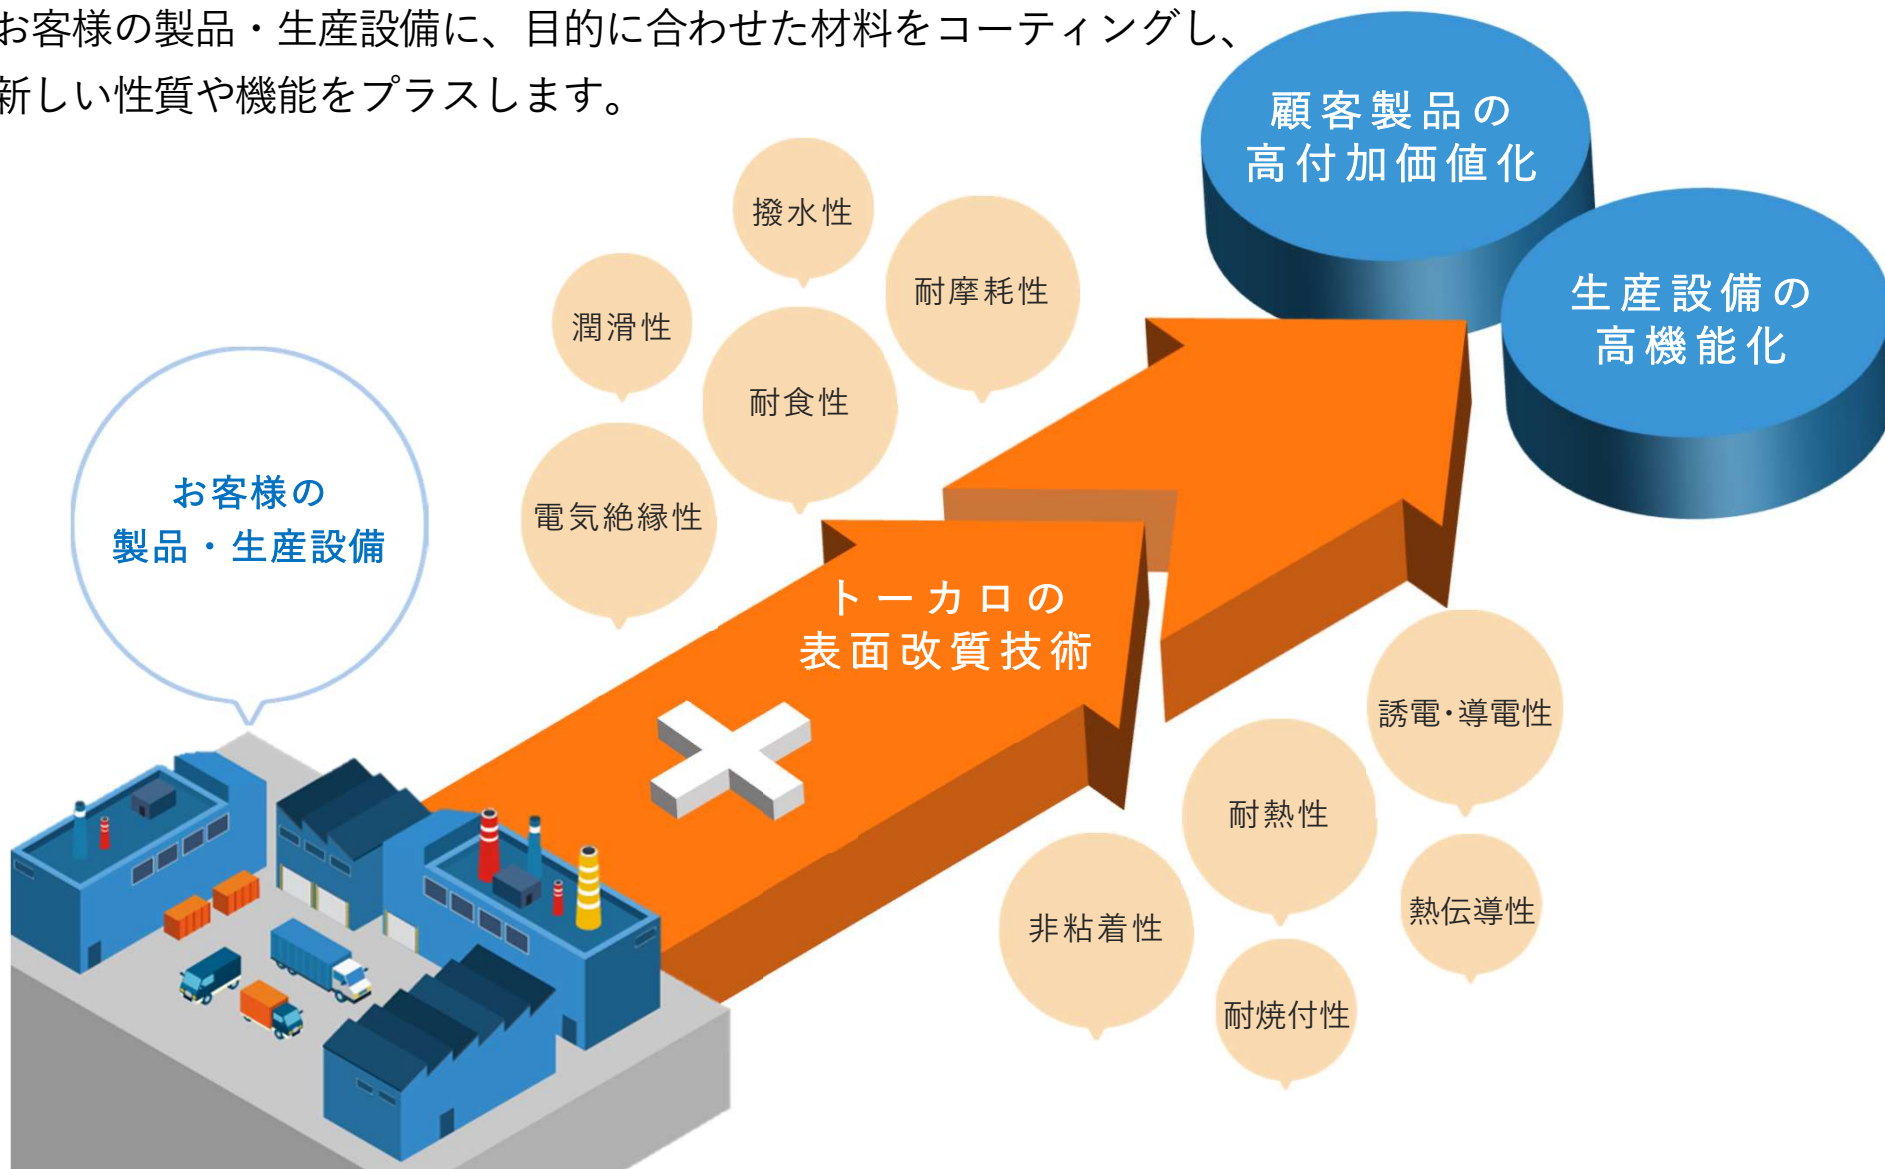 お客様の製品・生産設備に、目的に合わせた材料をコーティングし、
新しい性質や機能をプラスします。
顧客製品の
高付加価値化
生産設備の
高機能化
撥水性
耐摩耗性
潤滑性
耐食性
電気絶縁性
お客様の
製品・生産設備
トーカロの
表面改質技術
誘電・導電性
耐熱性
熱伝導性
非粘着性
耐焼付性